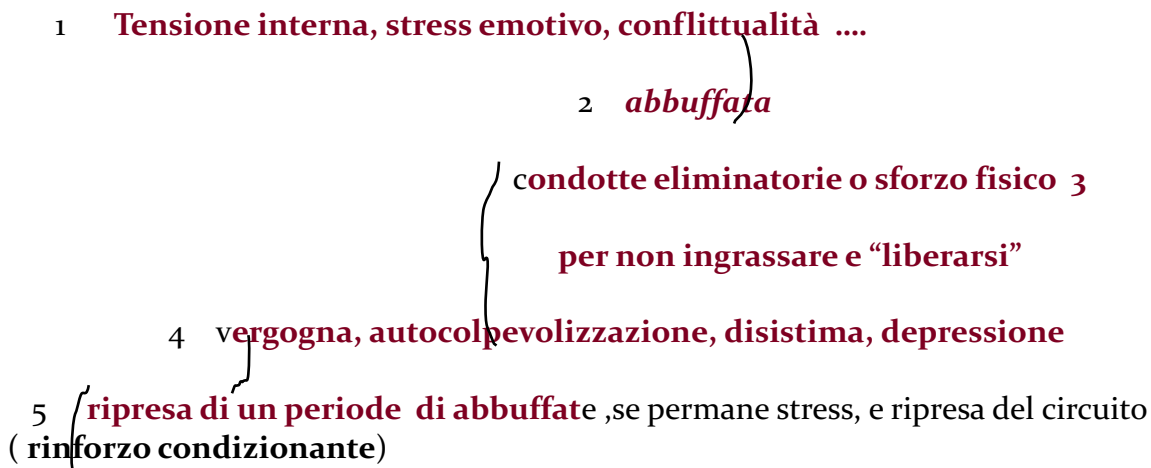 1 Tensione interna, stress emotivo, conflittualità ....
2 abbuffata
condotte eliminatorie o sforzo fisico 3
per non ingrassare e “liberarsi”
4 vergogna, autocolpevolizzazione, disistima, depressione
5 ripresa di un periode di abbuffate ,se permane stress, e ripresa del circuito
( rinforzo condizionante)